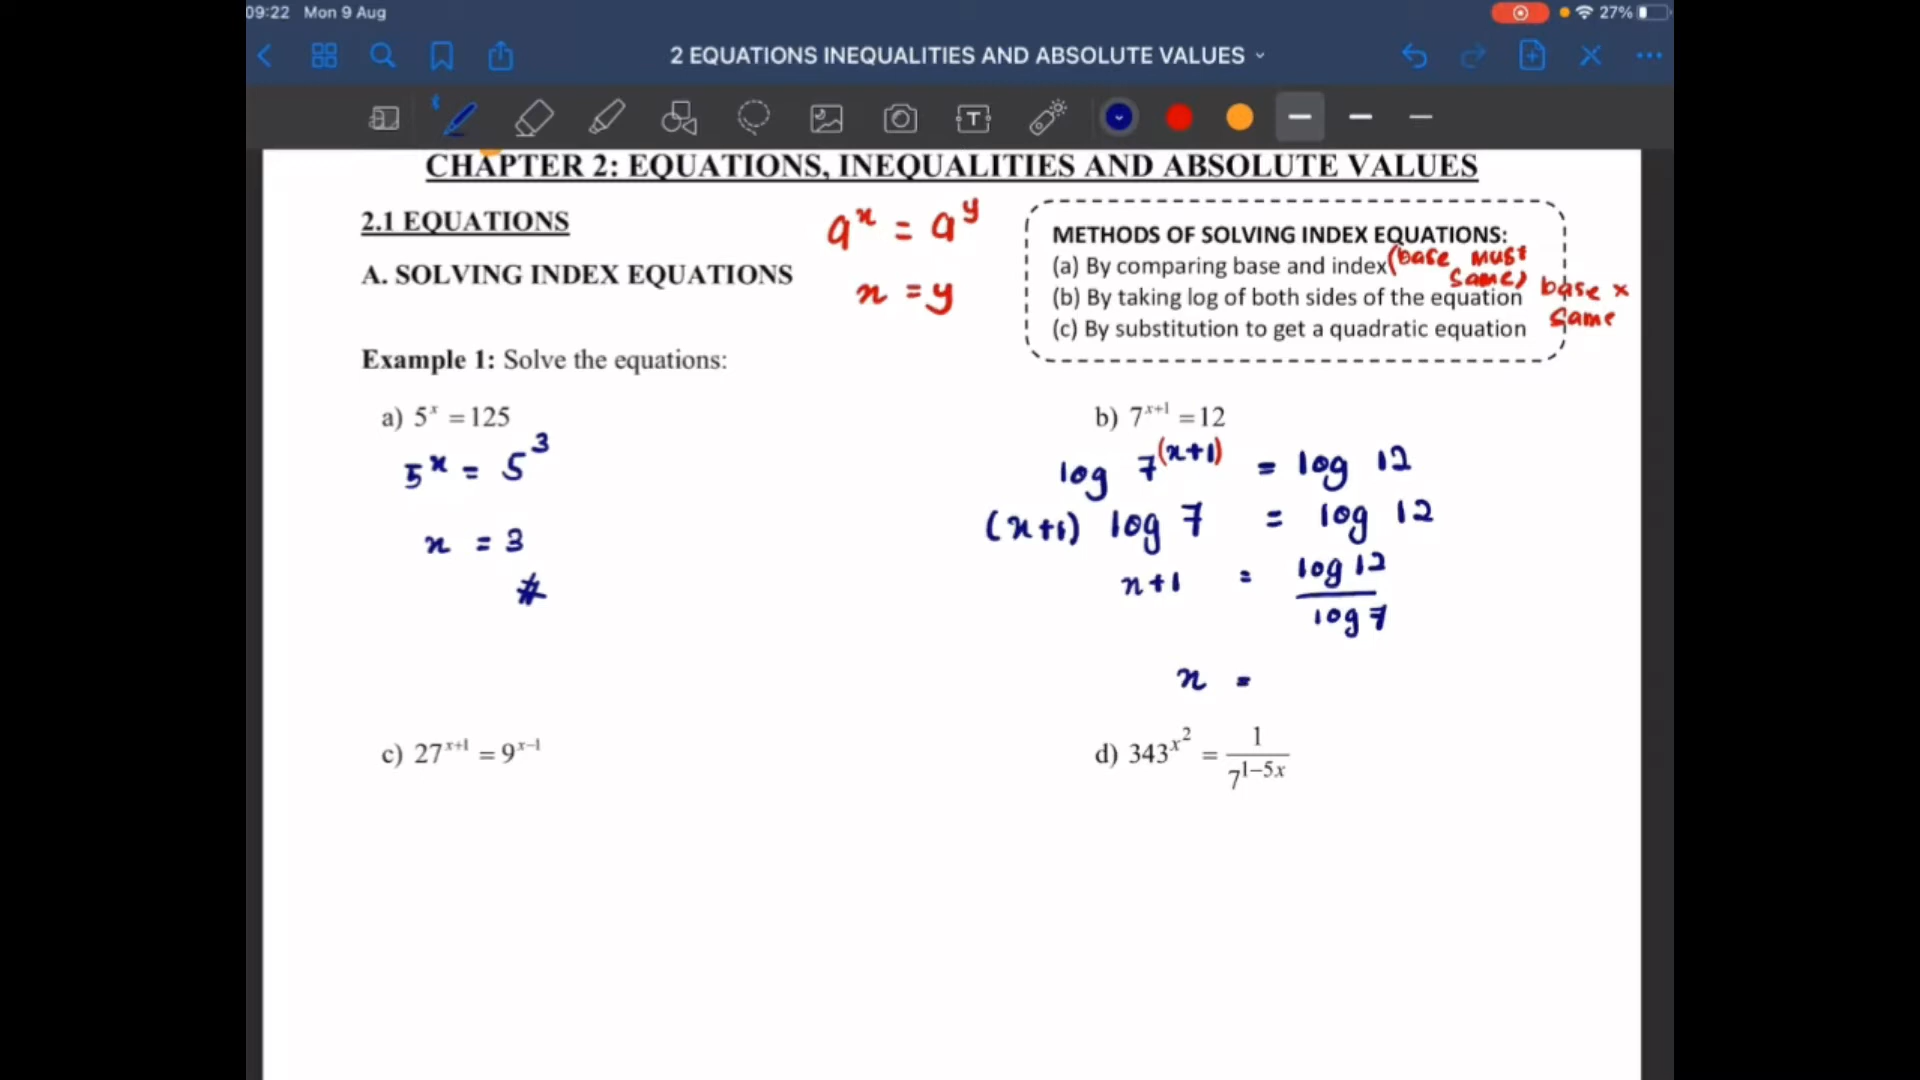 09:22 Mon 9 Aug
27%
2 EQUATIONS INEQUALITIES AND ABSOLUTE VALUES
CHAPTER 2: EQUATIONS, INEQUALITIES AND ABSOLUTE VALUES
2.1 EQUATIONS
A. SOLVING INDEX EQUATIONS
a^x = a^y
x = y
METHODS OF SOLVING INDEX EQUATIONS:
(a) By comparing base and index (base must same)
(b) By taking log of both sides of the equation base x same
(c) By substitution to get a quadratic equation
Example 1: Solve the equations:
a) 5^x = 125
5^x = 5^3
x = 3
#
b) 7^{x+1} = 12
log 7^{(x+1)} = log 12
(x+1) log 7 = log 12
x+1 = log 12 / log 7
x =
c) 27^{x+1} = 9^{x-1}
d) 343^{x^2} = 1 / 7^{1-5x}